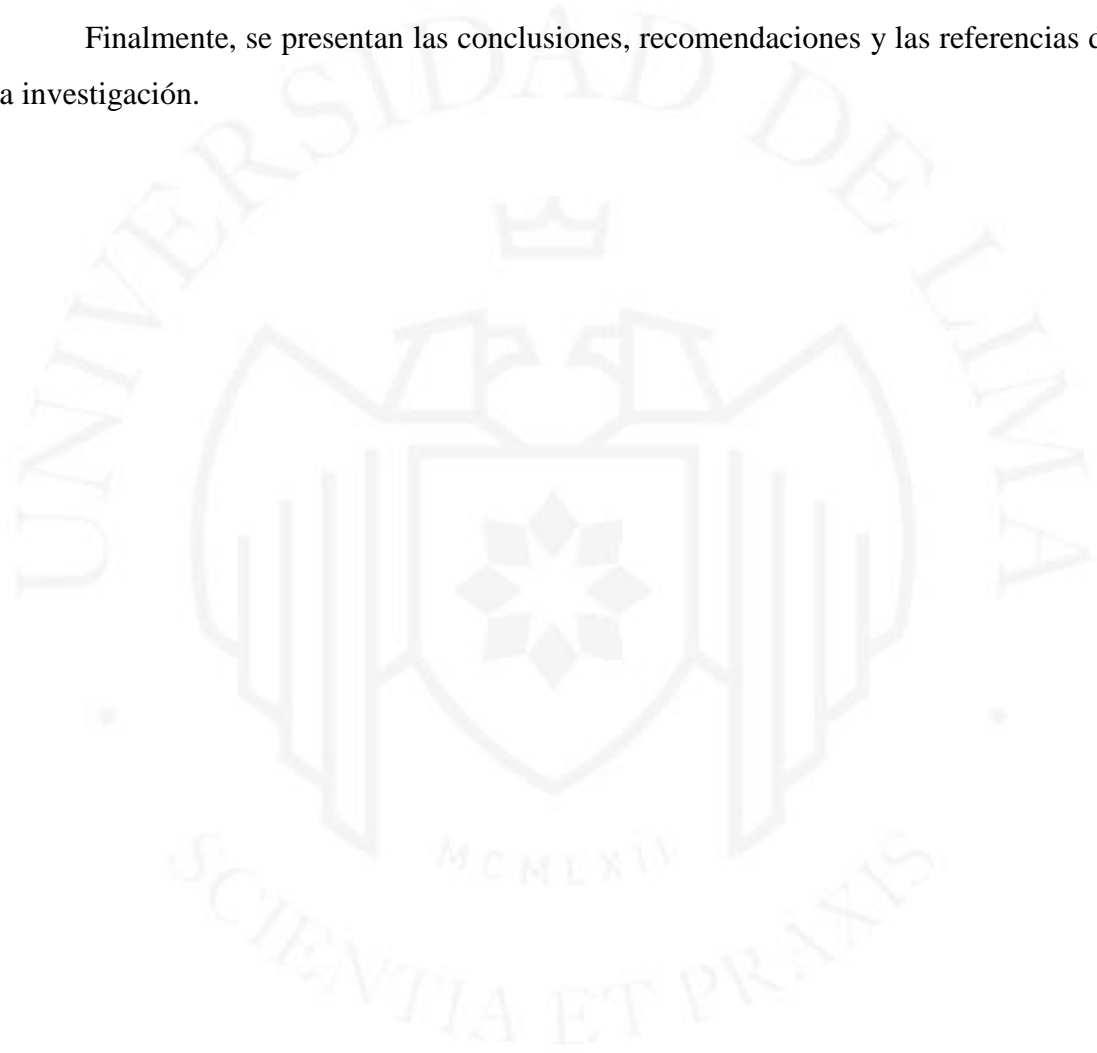 Finalmente, se presentan las conclusiones, recomendaciones y las referencias
a investigación.
UNIVERSIDAD DE LIMA
MCMLXII
SCIENTIA ET PRAXIS